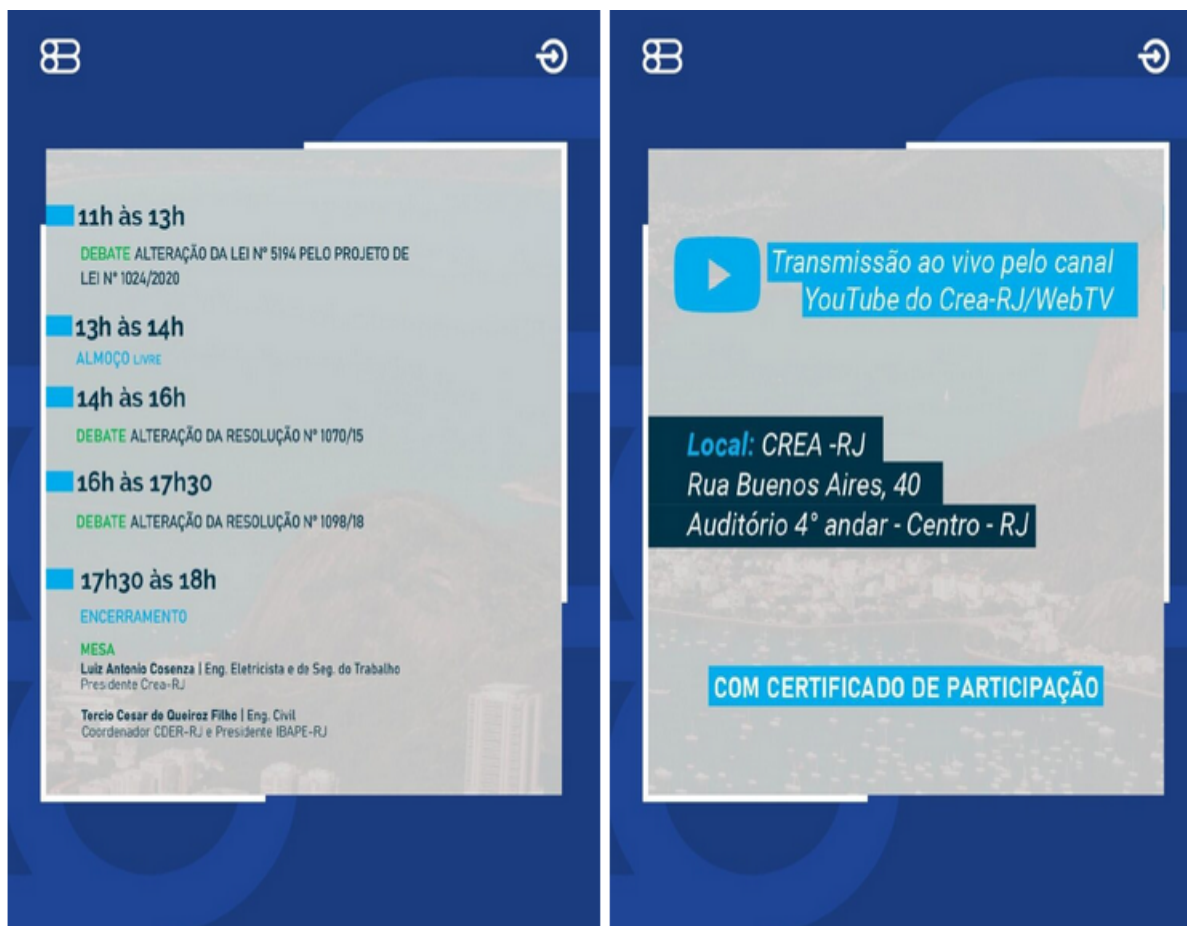 11h às 13h
DEBATE ALTERAÇÃO DA LEI Nº 5194 PELO PROJETO DE
LEI Nº 1024/2020
13h às 14h
ALMOÇO LIVRE
14h às 16h
DEBATE ALTERAÇÃO DA RESOLUÇÃO Nº 1070/15
16h às 17h30
DEBATE ALTERAÇÃO DA RESOLUÇÃO Nº 1098/18
17h30 às 18h
ENCERRAMENTO
MESA
Luiz Antonio Cosenza | Eng. Eletricista e de Seg. do Trabalho
Presidente Crea-RJ
Tercio Cesar de Queiroz Filho | Eng. Civil
Coordenador CDER-RJ e Presidente IBAPE-RJ
Transmissão ao vivo pelo canal
YouTube do Crea-RJ/WebTV
Local: CREA -RJ
Rua Buenos Aires, 40
Auditório 4° andar - Centro - RJ
COM CERTIFICADO DE PARTICIPAÇÃO